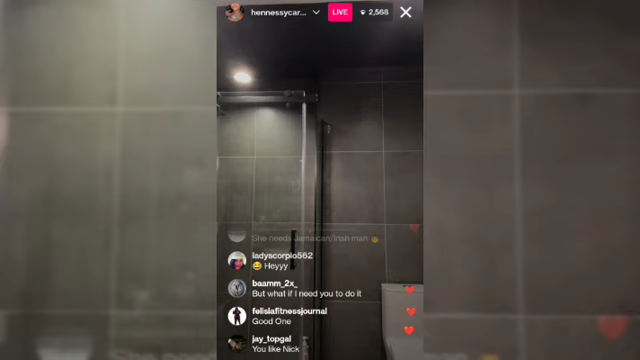 hennessycar...
LIVE
2,568
She needs Jamaican/Irish man
ladyscorpio562
😂 Heyyy
baamm_2x_
But what if I need you to do it
felisiafitnessjournal
Good One
jay_topgal
You like Nick